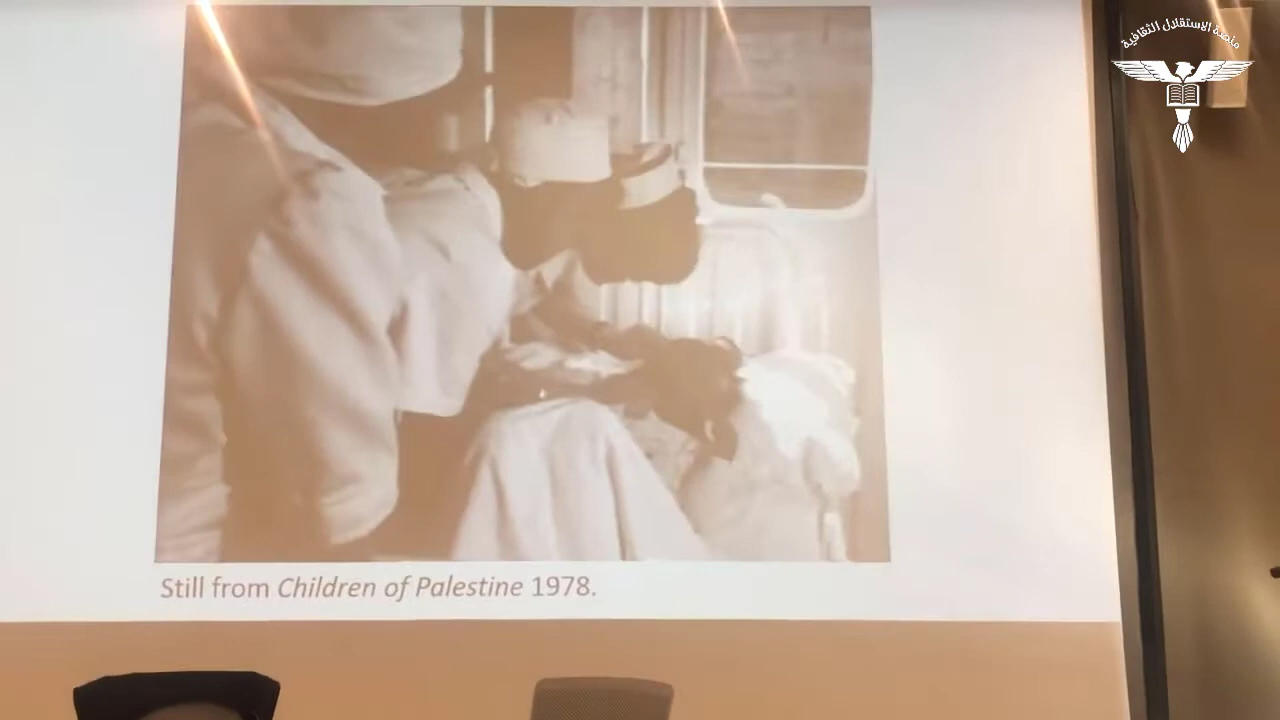 منصة الاستقلال الثقافية
Still from Children of Palestine 1978.